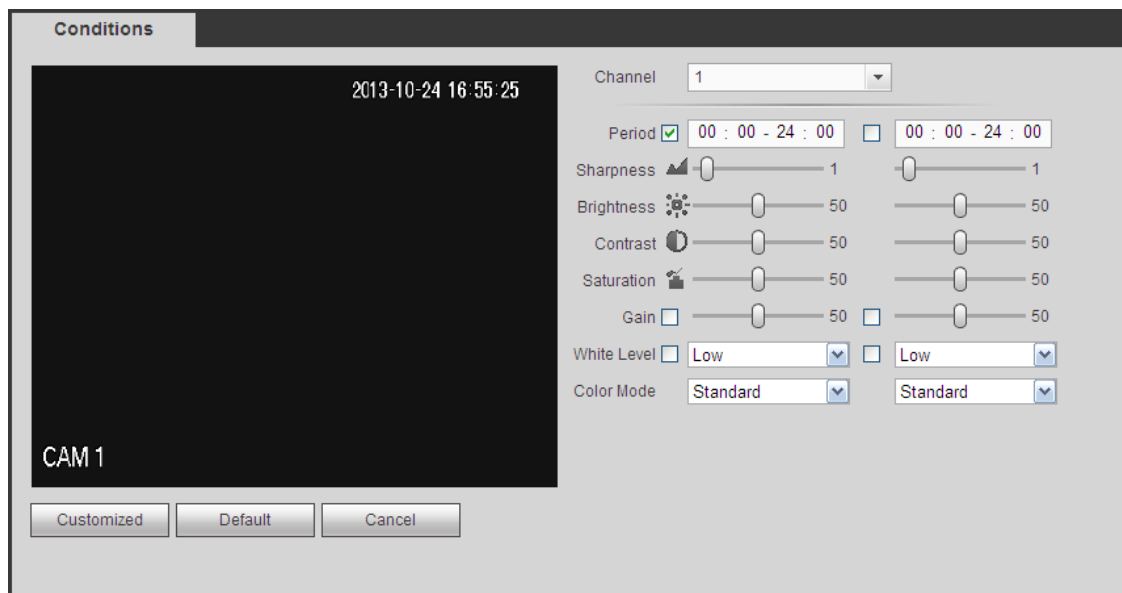 Conditions
2013-10-24 16:55:25
CAM 1
Customized Default Cancel
Channel 1
Period 00 : 00 - 24 : 00 00 : 00 - 24 : 00
Sharpness 1 1
Brightness 50 50
Contrast 50 50
Saturation 50 50
Gain 50 50
White Level Low Low
Color Mode Standard Standard